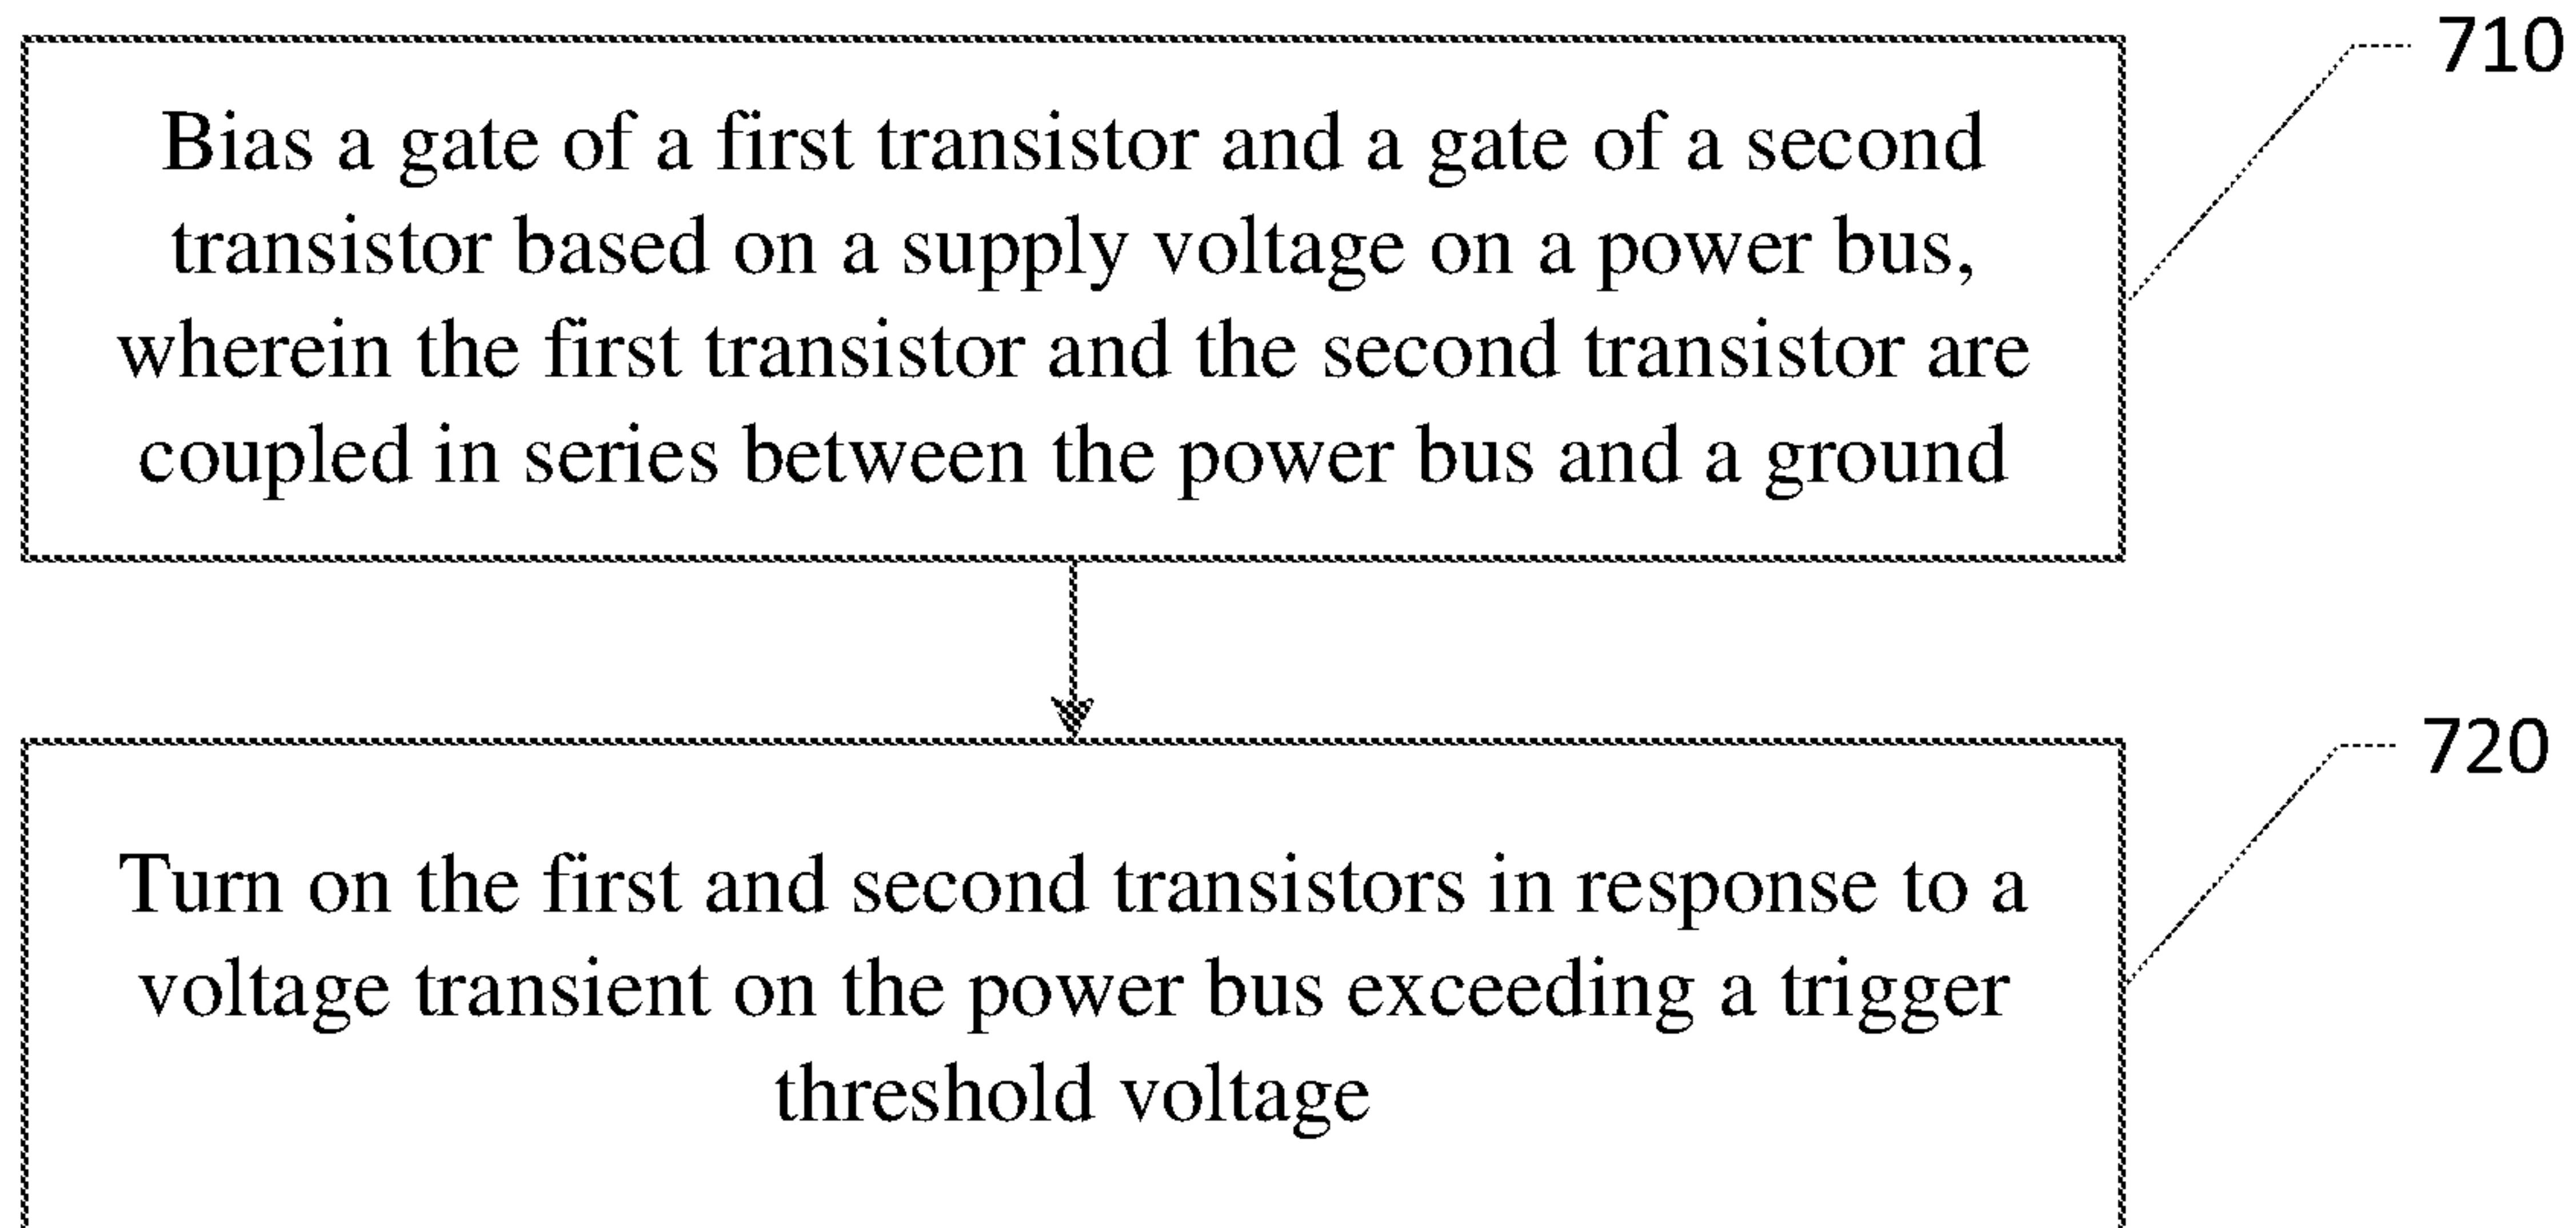 710
Bias a gate of a first transistor and a gate of a second
transistor based on a supply voltage on a power bus,
wherein the first transistor and the second transistor are
coupled in series between the power bus and a ground
720
Turn on the first and second transistors in response to a
voltage transient on the power bus exceeding a trigger
threshold voltage